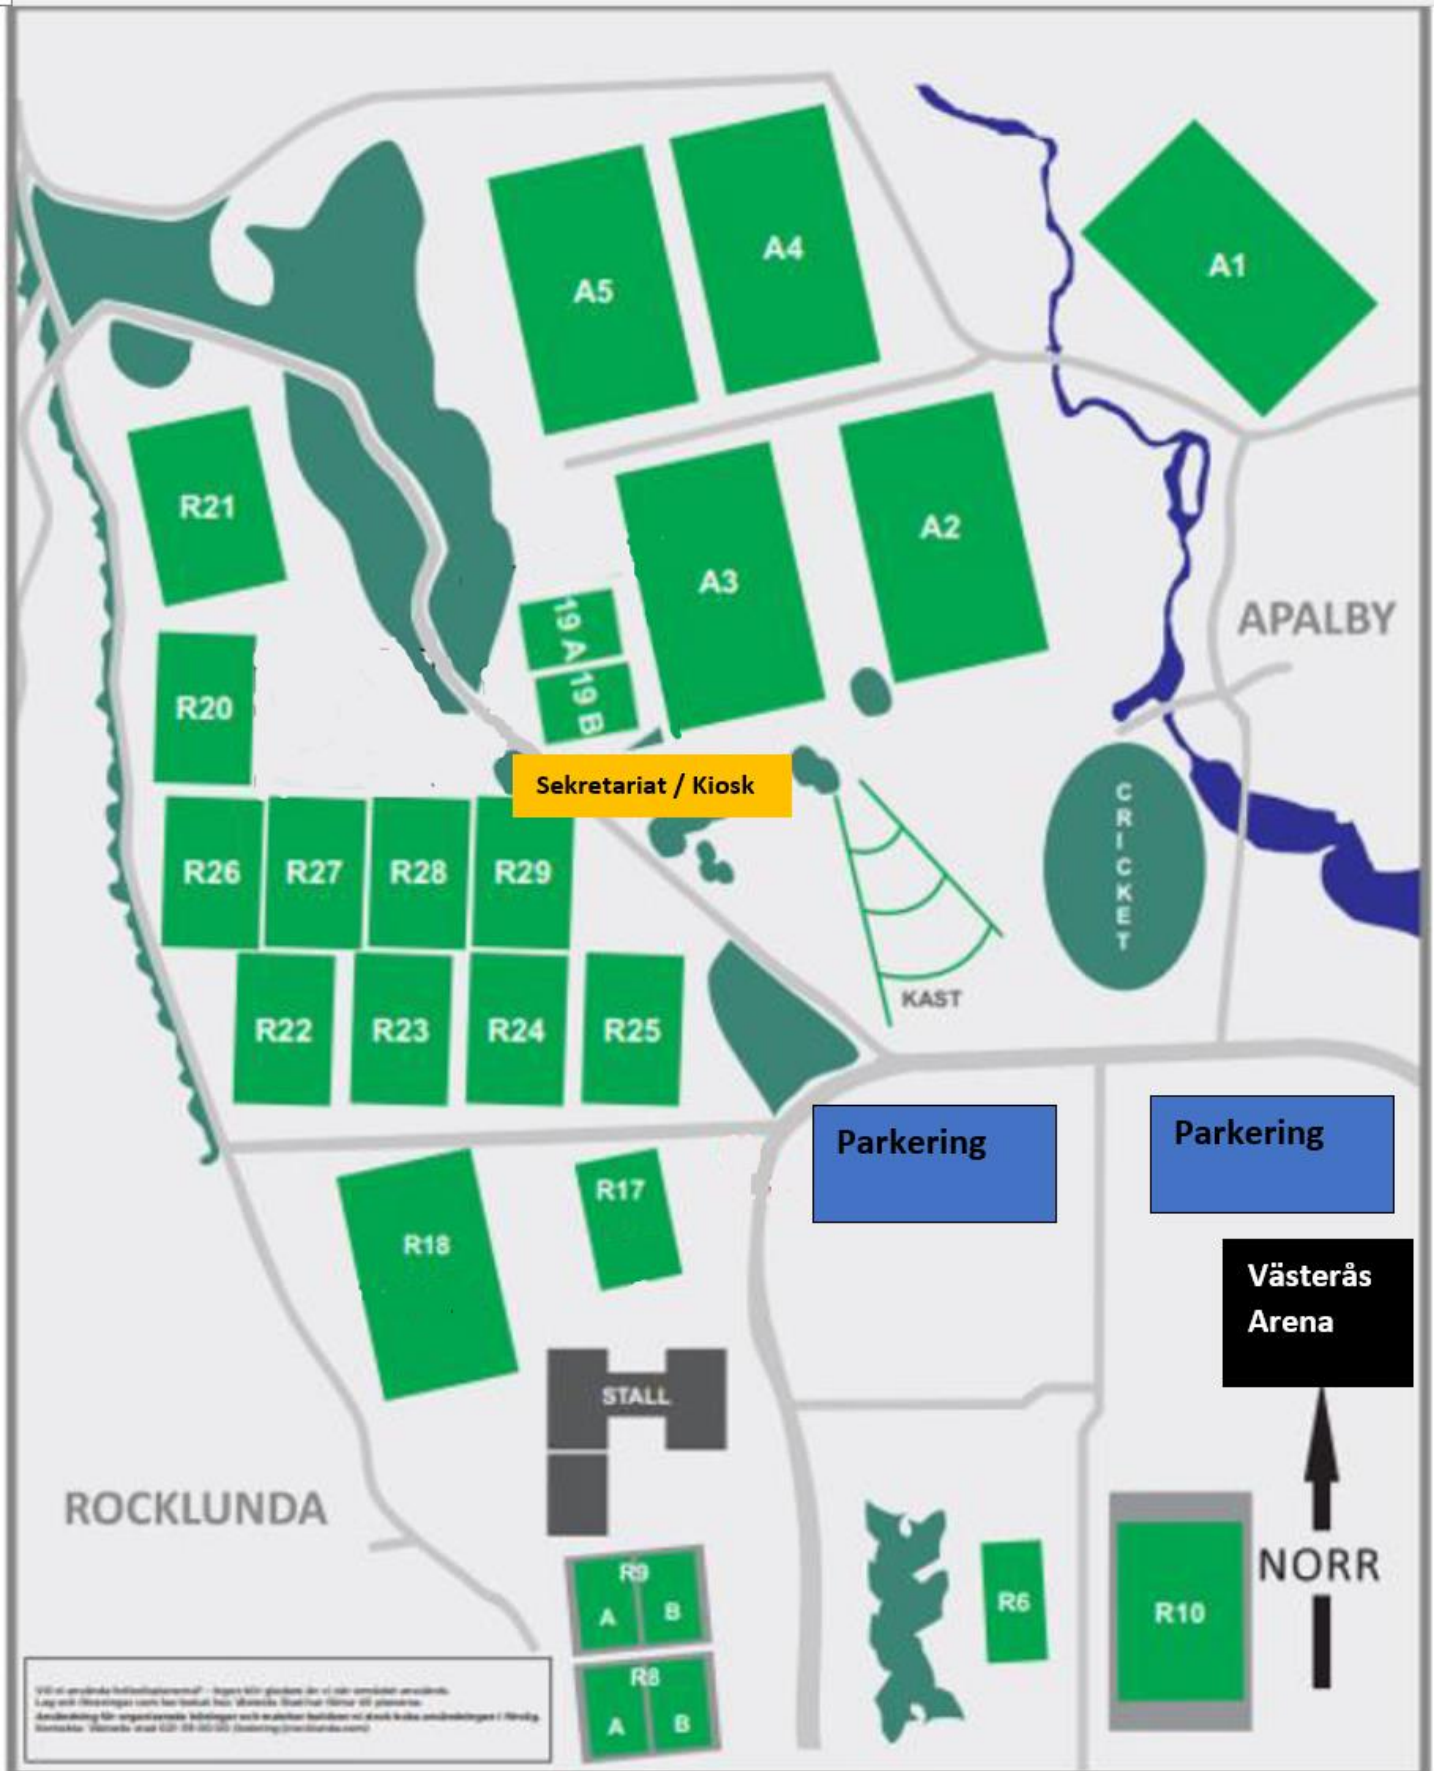 A4
A1
A5
R21
A2
A3
19 A
APALBY
19 B
R20
Sekretariat / Kiosk
CRICKET
R26
R27
R28
R29
KAST
R22
R23
R24
R25
Parkering
Parkering
R17
R18
Västerås
Arena
STALL
ROCKLUNDA
NORR
R9
A
B
R6
R10
R8
A
B